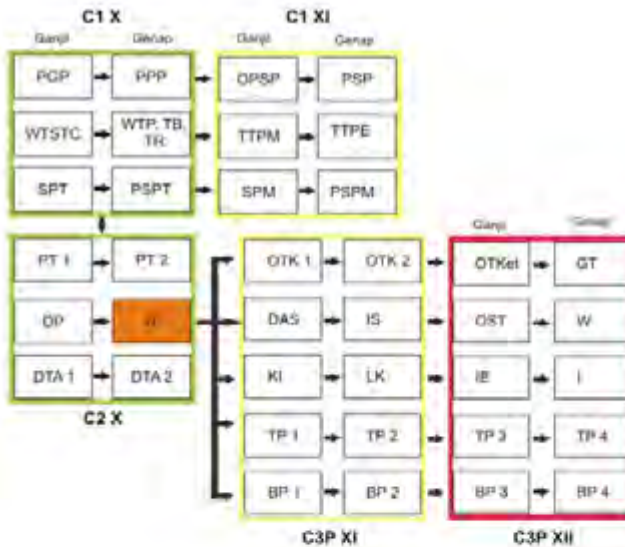 C1 X
C1 XI
Ganjil Genap Ganjil Genap
PGP PPP OPSP PSP
WTSTC WTP, TB, TR TTPM TTPE
SPT PSPT SPM PSPM
Ganjil Genap
PT 1 PT 2 OTK 1 OTK 2 OTKet GT
OP DAS IS OST W
DTA 1 DTA 2 KI LK IE I
C2 X
TP 1 TP 2 TP 3 TP 4
BP 1 BP 2 BP 3 BP 4
C3P XI
C3P XII